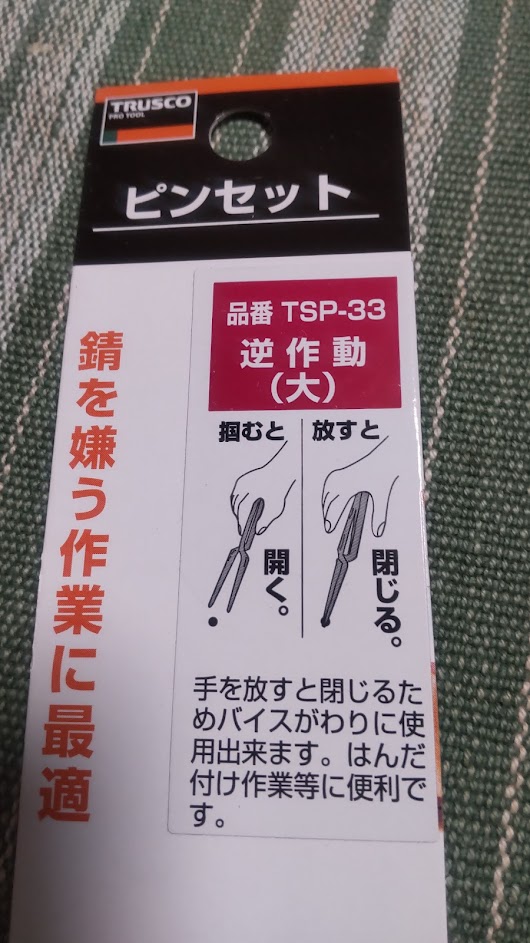 TRUSCO
PRO TOOL
ピンセット
錆を嫌う作業に最適
品番 TSP-33
逆作動
(大)
掴むと
開く。
放すと
閉じる。
手を放すと閉じるた
めバイスがわりに使
用出来ます。はんだ
付け作業等に便利で
す。